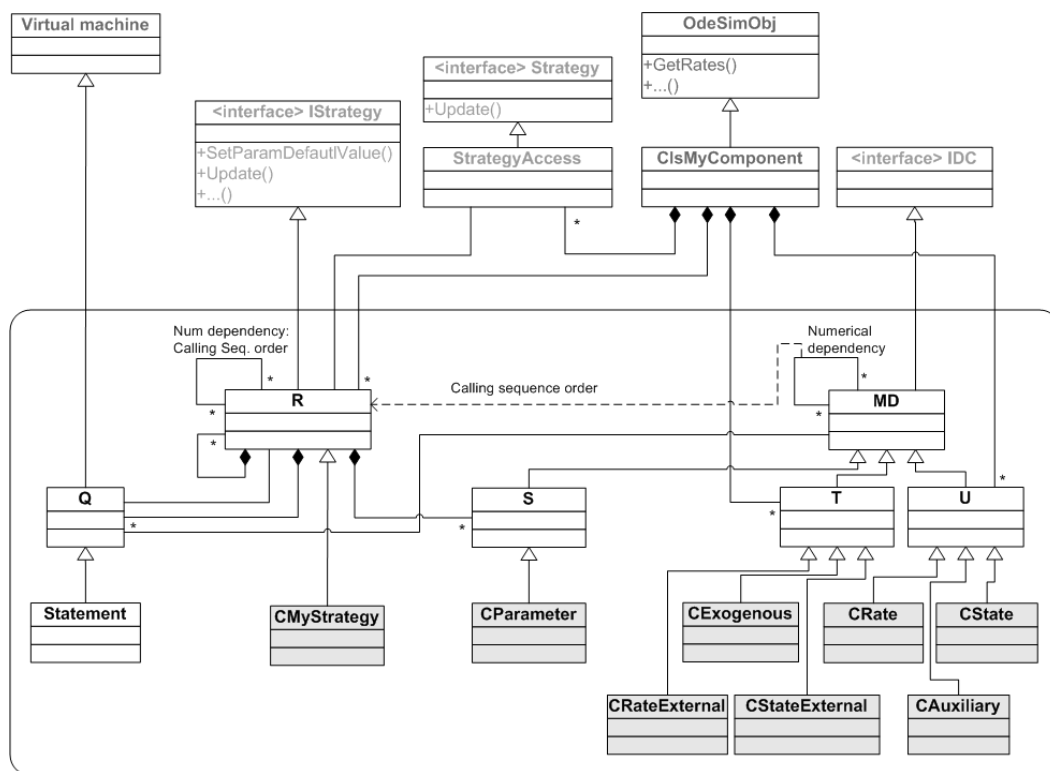 Virtual machine
OdeSimObj
+GetRates()
+...()
<interface> Strategy
+Update()
<interface> IStrategy
+SetParamDefautlValue()
+Update()
+...()
StrategyAccess
ClsMyComponent
<interface> IDC
*
Num dependency:
Calling Seq. order
Numerical
dependency
*
*
*
Calling sequence order
R
MD
*
*
*
Q
S
T
U
*
*
*
*
Statement
CMyStrategy
CParameter
CExogenous
CRate
CState
CRateExternal
CStateExternal
CAuxiliary